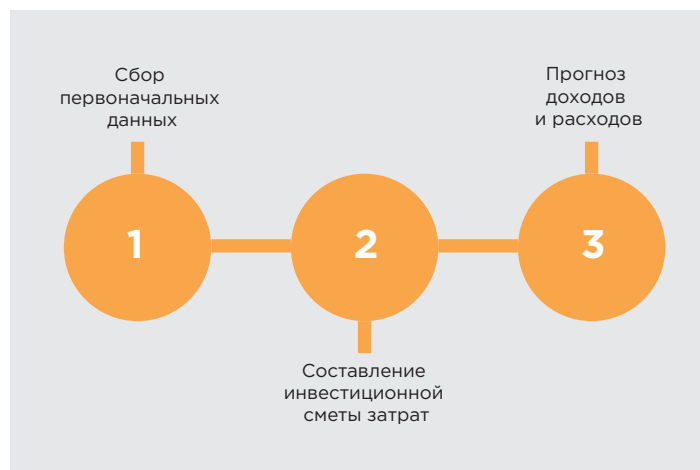 Сбор
первоначальных
данных
1
2
Составление
инвестиционной
сметы затрат
Прогноз
доходов
и расходов
3